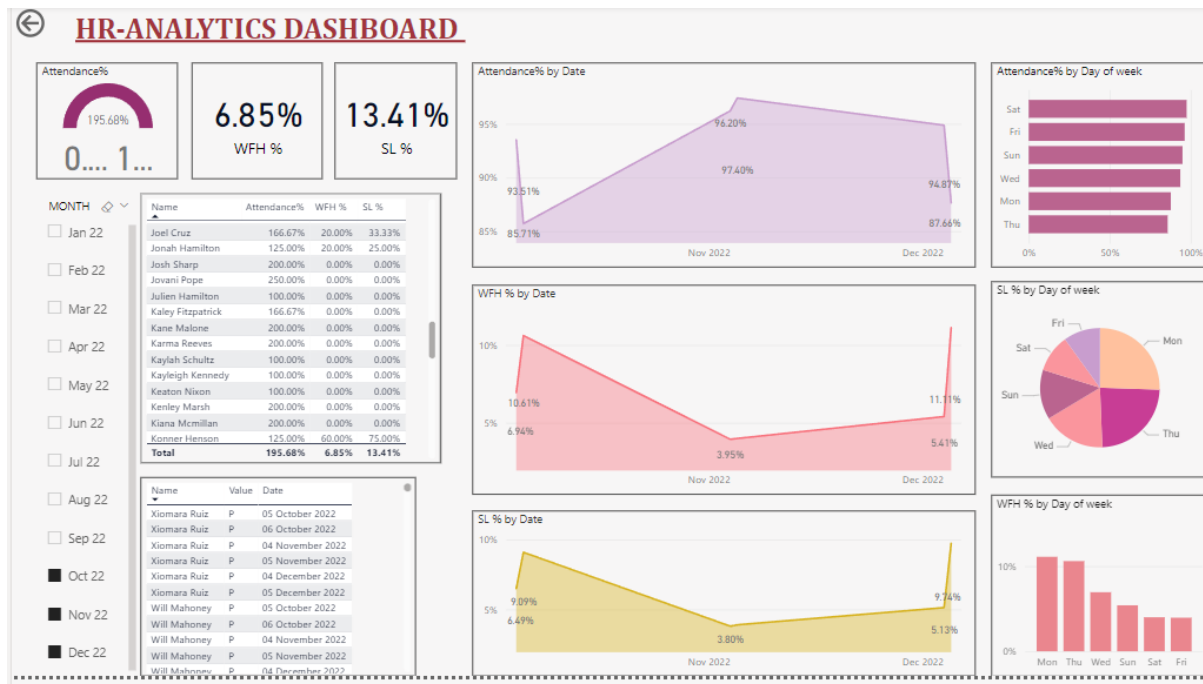 HR-ANALYTICS DASHBOARD
Attendance%
195.68%
0.... 1...
6.85%
WFH %
13.41%
SL %
MONTH
Jan 22
Feb 22
Mar 22
Apr 22
May 22
Jun 22
Jul 22
Aug 22
Sep 22
Oct 22
Nov 22
Dec 22
Name Attendance% WFH % SL %
Joel Cruz 166.67% 20.00% 33.33%
Jonah Hamilton 125.00% 20.00% 25.00%
Josh Sharp 200.00% 0.00% 0.00%
Jovani Pope 250.00% 0.00% 0.00%
Julien Hamilton 100.00% 0.00% 0.00%
Kaley Fitzpatrick 166.67% 0.00% 0.00%
Kane Malone 200.00% 0.00% 0.00%
Karma Reeves 200.00% 0.00% 0.00%
Kaylah Schultz 100.00% 0.00% 0.00%
Kayleigh Kennedy 100.00% 0.00% 0.00%
Keaton Nixon 100.00% 0.00% 0.00%
Kenley Marsh 200.00% 0.00% 0.00%
Kiana Mcmillan 200.00% 0.00% 0.00%
Konner Henson 125.00% 60.00% 75.00%
Total 195.68% 6.85% 13.41%
Name Value Date
Xiomara Ruiz P 05 October 2022
Xiomara Ruiz P 06 October 2022
Xiomara Ruiz P 04 November 2022
Xiomara Ruiz P 05 November 2022
Xiomara Ruiz P 04 December 2022
Xiomara Ruiz P 05 December 2022
Will Mahoney P 05 October 2022
Will Mahoney P 06 October 2022
Will Mahoney P 04 November 2022
Will Mahoney P 05 November 2022
Will Mahoney P 04 December 2022
Attendance% by Date
95%
90%
85%
93.51%
85.71%
96.20%
97.40%
94.87%
87.66%
Nov 2022 Dec 2022
WFH % by Date
10%
5%
10.61%
6.94%
3.95%
11.11%
5.41%
Nov 2022 Dec 2022
SL % by Date
10%
5%
9.09%
6.49%
3.80%
9.74%
5.13%
Nov 2022 Dec 2022
Attendance% by Day of week
Sat
Fri
Sun
Wed
Mon
Thu
0% 50% 100%
SL % by Day of week
Fri
Mon
Sat
Sun
Thu
Wed
WFH % by Day of week
10%
0%
Mon Thu Wed Sun Sat Fri